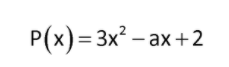 P(x) = 3x² – ax + 2